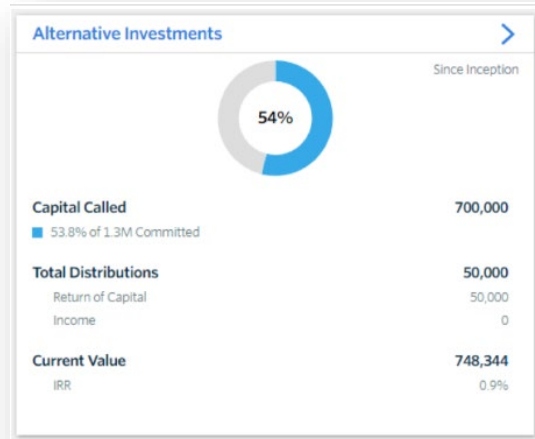 Alternative Investments
Since Inception
54%
Capital Called 700,000
53.8% of 1.3M Committed
Total Distributions 50,000
Return of Capital 50,000
Income 0
Current Value 748,344
IRR 0.9%